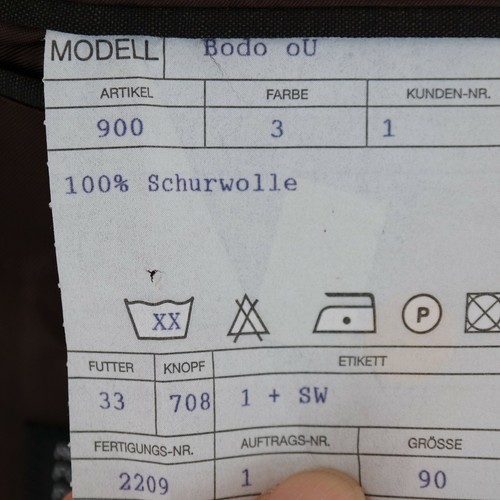 MODELL Bodo oU
ARTIKEL FARBE KUNDEN-NR.
900 3 1
100% Schurwolle
XX P
FUTTER KNOPF ETIKETT
33 708 1 + SW
FERTIGUNGS-NR. AUFTRAGS-NR. GRÖSSE
2209 1 90